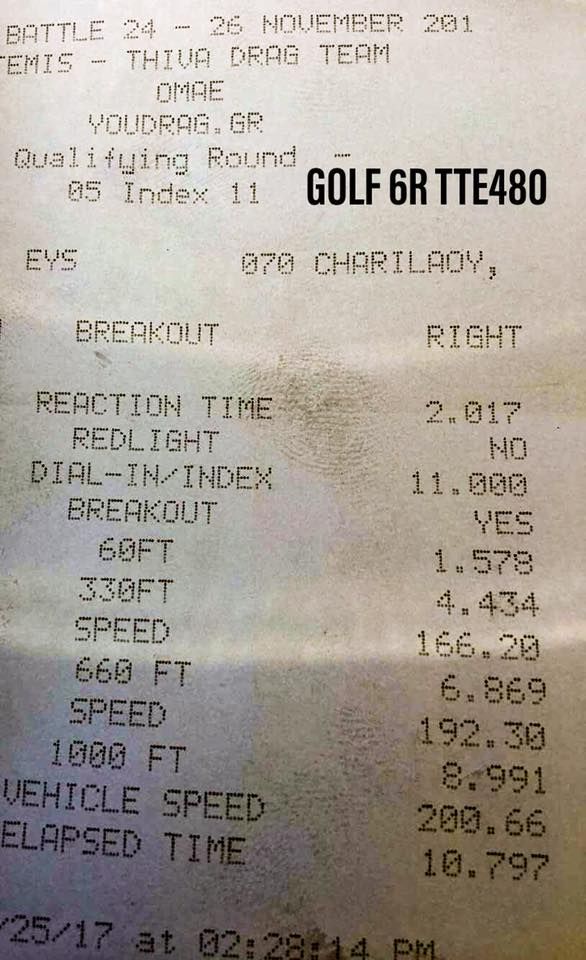 BATTLE 24 - 26 NOVEMBER 201
TEMIS - THIVA DRAG TEAM
OMAE
YOUDRAG.GR
Qualifying Round -
05 Index 11
GOLF 6R TTE480
EYS 070 CHARILAOY,
BREAKOUT RIGHT
REACTION TIME 2.017
REDLIGHT NO
DIAL-IN/INDEX 11.000
BREAKOUT YES
60FT 1.578
330FT 4.434
SPEED 166.20
660 FT 6.869
SPEED 192.30
1000 FT 8.991
VEHICLE SPEED 200.66
ELAPSED TIME 10.797
/25/17 at 02:28:14 PM